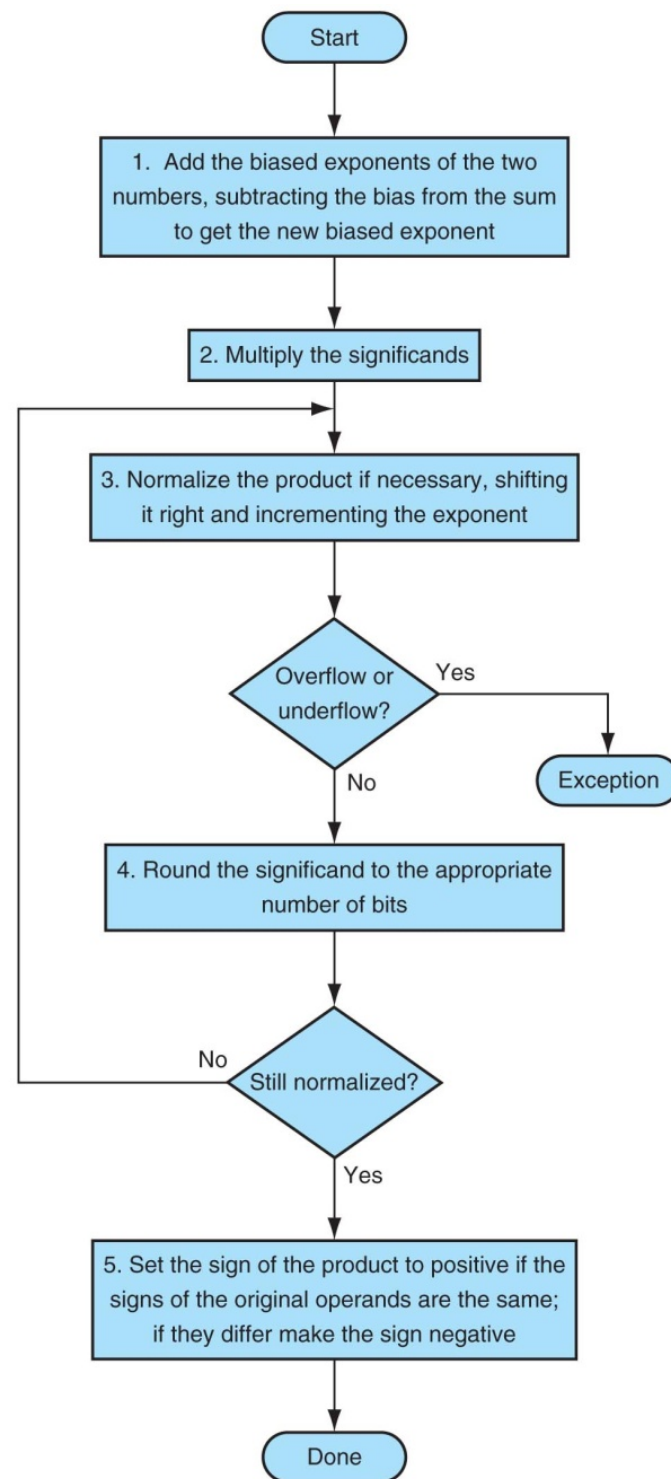 Start
1. Add the biased exponents of the two
numbers, subtracting the bias from the sum
to get the new biased exponent
2. Multiply the significands
3. Normalize the product if necessary, shifting
it right and incrementing the exponent
Overflow or
underflow?
Yes
Exception
No
4. Round the significand to the appropriate
number of bits
No
Still normalized?
Yes
5. Set the sign of the product to positive if the
signs of the original operands are the same;
if they differ make the sign negative
Done